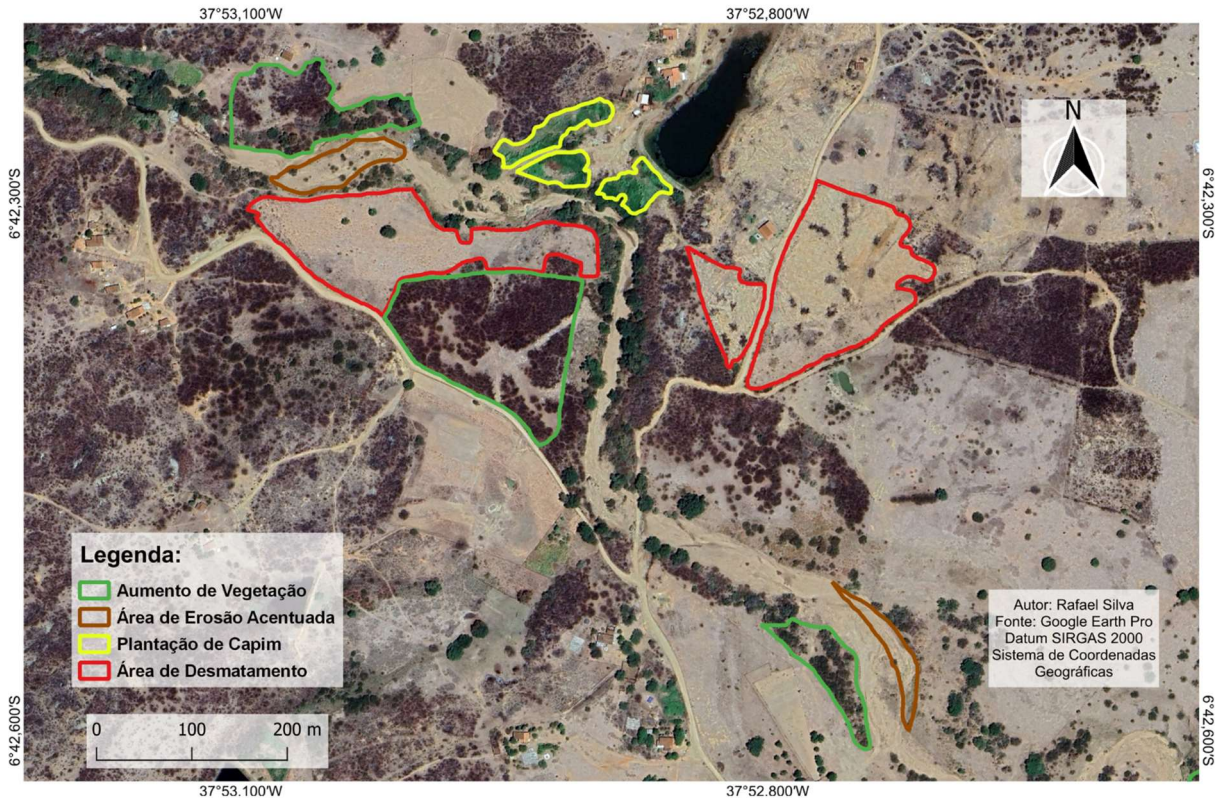 37°53,100'W
37°52,800'W
N
6°42,300'S
6°42,300'S
Legenda:
Aumento de Vegetação
Área de Erosão Acentuada
Plantação de Capim
Área de Desmatamento
Autor: Rafael Silva
Fonte: Google Earth Pro
Datum SIRGAS 2000
Sistema de Coordenadas
Geográficas
0 100 200 m
6°42,600'S
6°42,600'S
37°53.100'W
37°52.800'W